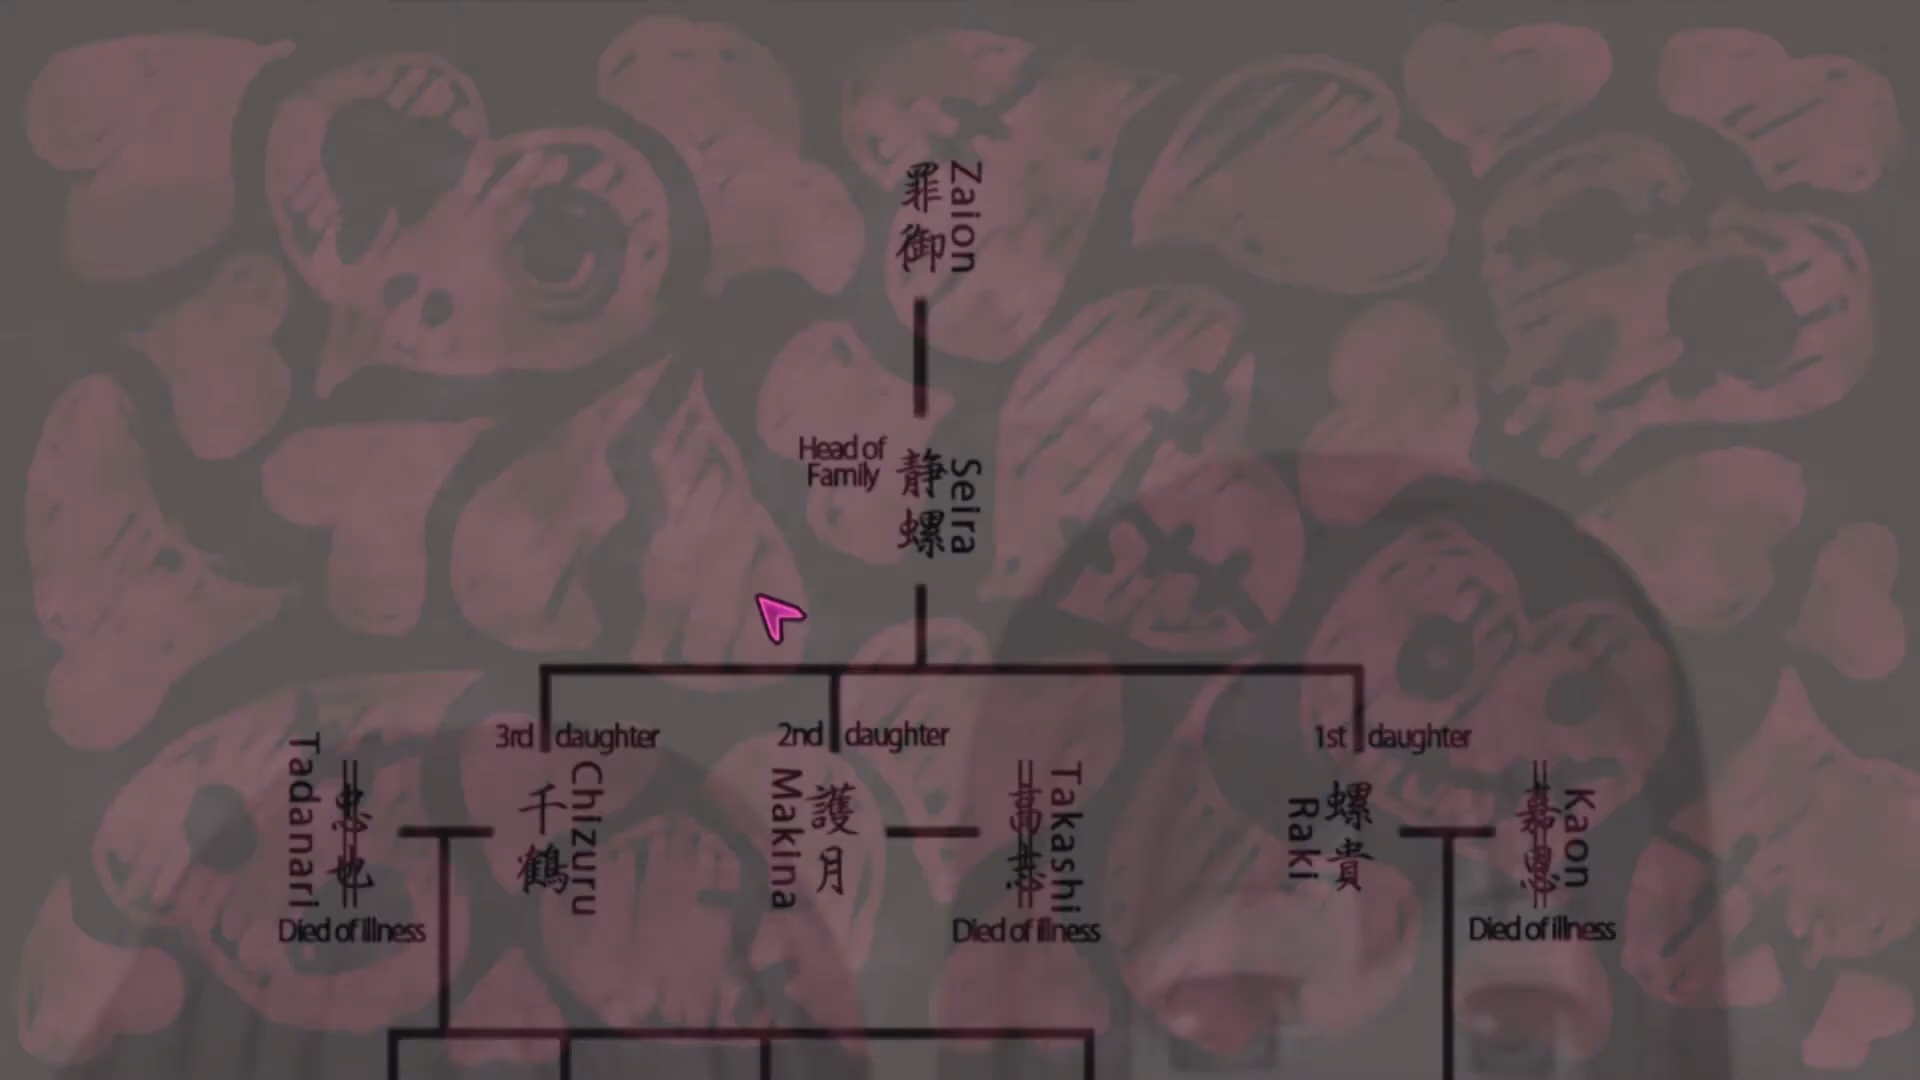 罪御
Zaion
Head of
Family
静螺
Seira
3rd daughter
2nd daughter
1st daughter
Tadanari
千鶴
Chizuru
Makina
護月
Takashi
Raki
螺貴
Kaon
Died of illness
Died of illness
Died of illness